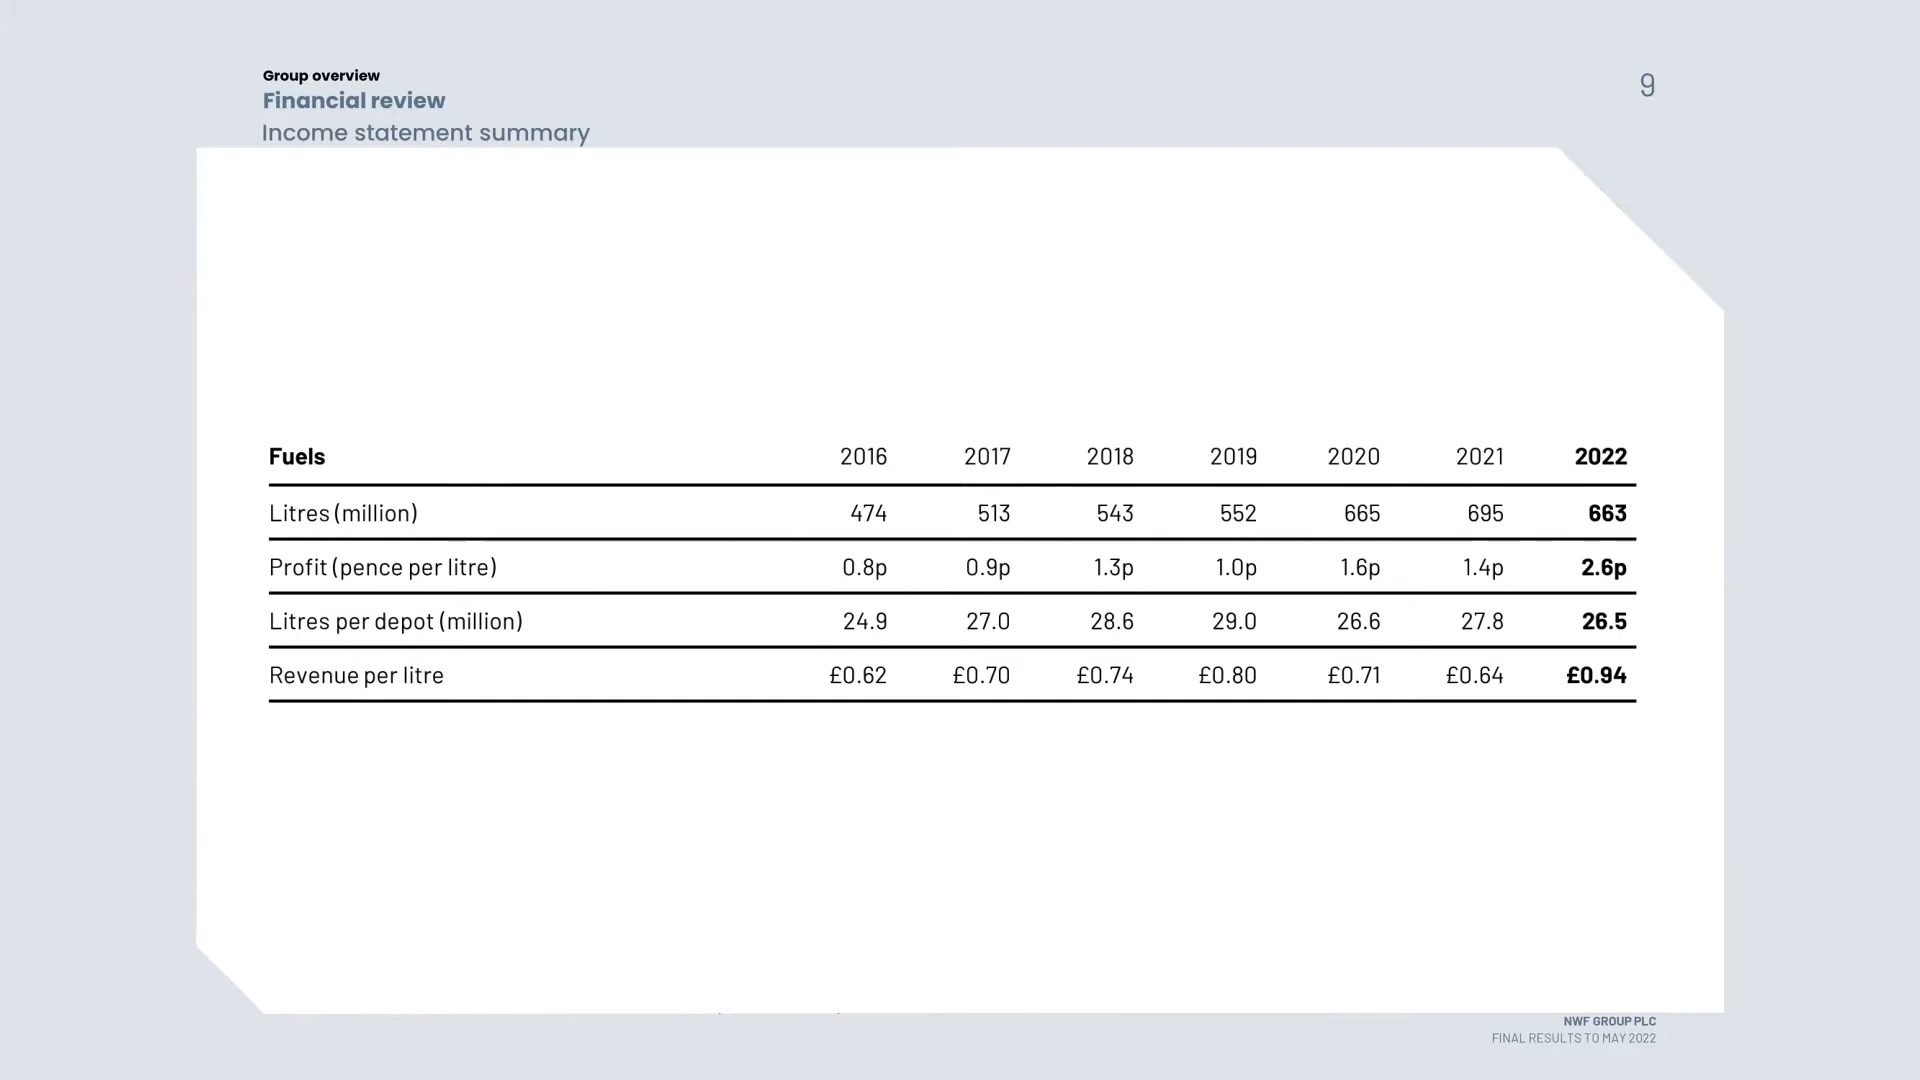 Group overview
Financial review
Income statement summary
9
Fuels 2016 2017 2018 2019 2020 2021 2022
Litres (million) 474 513 543 552 665 695 663
Profit (pence per litre) 0.8p 0.9p 1.3p 1.0p 1.6p 1.4p 2.6p
Litres per depot (million) 24.9 27.0 28.6 29.0 26.6 27.8 26.5
Revenue per litre £0.62 £0.70 £0.74 £0.80 £0.71 £0.64 £0.94
NWF GROUP PLC
FINAL RESULTS TO MAY 2022